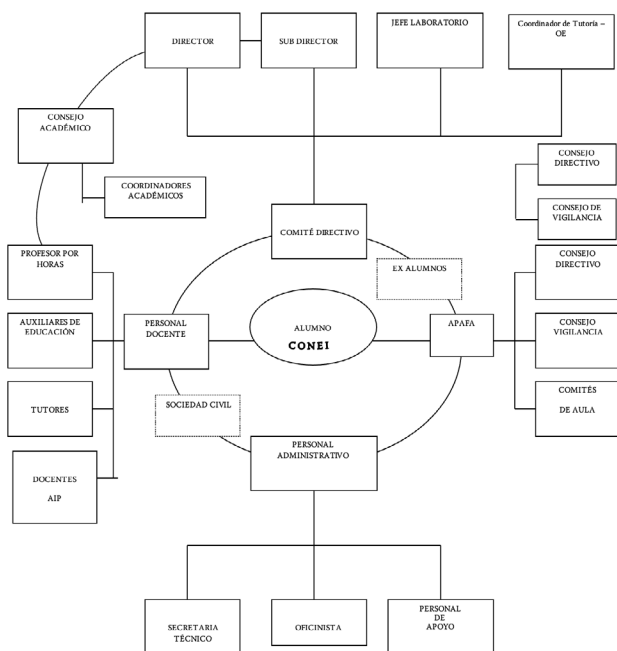 JEFE LABORATORIO
Coordinador de Tutoría –
OE
DIRECTOR
SUB DIRECTOR
CONSEJO
ACADÉMICO
CONSEJO
DIRECTIVO
COORDINADORES
ACADÉMICOS
CONSEJO DE
VIGILANCIA
COMITÉ DIRECTIVO
PROFESOR POR
HORAS
EX ALUMNOS
CONSEJO
DIRECTIVO
AUXILIARES DE
EDUCACIÓN
PERSONAL
DOCENTE
ALUMNO
CONEI
APAFA
CONSEJO
VIGILANCIA
TUTORES
SOCIEDAD CIVIL
COMITÉS
DE AULA
PERSONAL
ADMINISTRATIVO
DOCENTES
AIP
SECRETARIA
TÉCNICO
OFICINISTA
PERSONAL
DE
APOYO